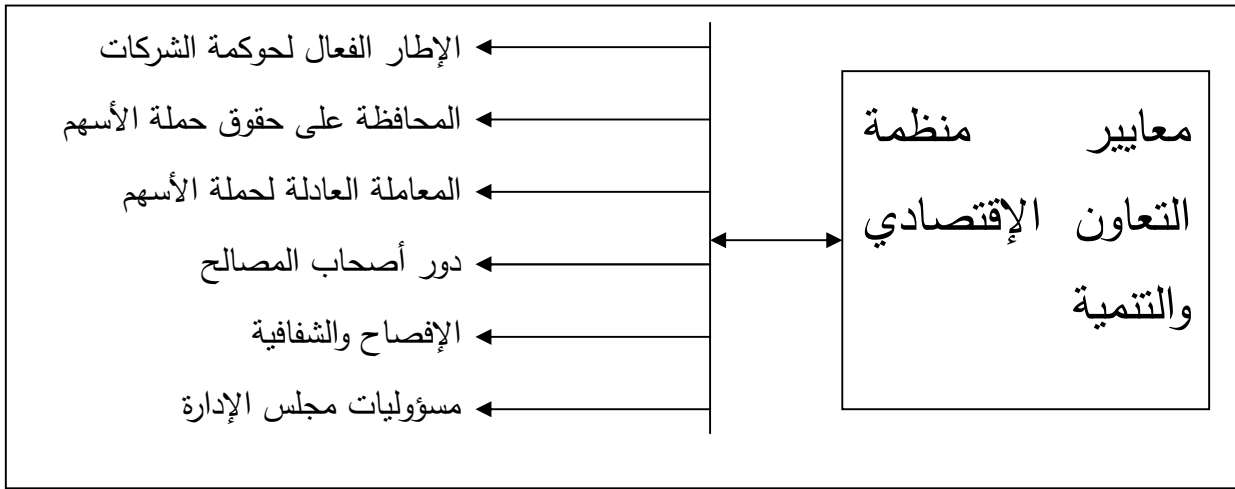 معايير منظمة
التعاون الإقتصادي
والتنمية
الإطار الفعال لحوكمة الشركات
المحافظة على حقوق حملة الأسهم
المعاملة العادلة لحملة الأسهم
دور أصحاب المصالح
الإفصاح والشفافية
مسؤوليات مجلس الإدارة